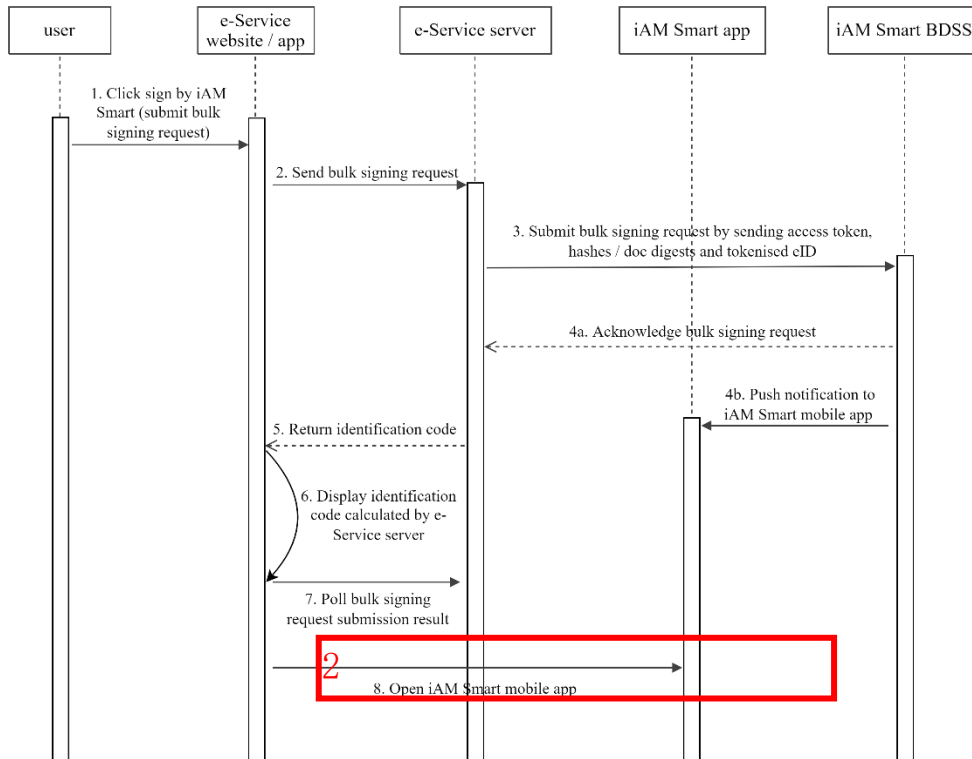 user
e-Service
website / app
e-Service server
iAM Smart app
iAM Smart BDSS
1. Click sign by iAM
Smart (submit bulk
signing request)
2. Send bulk signing request
3. Submit bulk signing request by sending access token,
hashes / doc digests and tokenised eID
4a. Acknowledge bulk signing request
4b. Push notification to
iAM Smart mobile app
5. Return identification code
6. Display identification
code calculated by e-
Service server
7. Poll bulk signing
request submission result
2
8. Open iAM Smart mobile app